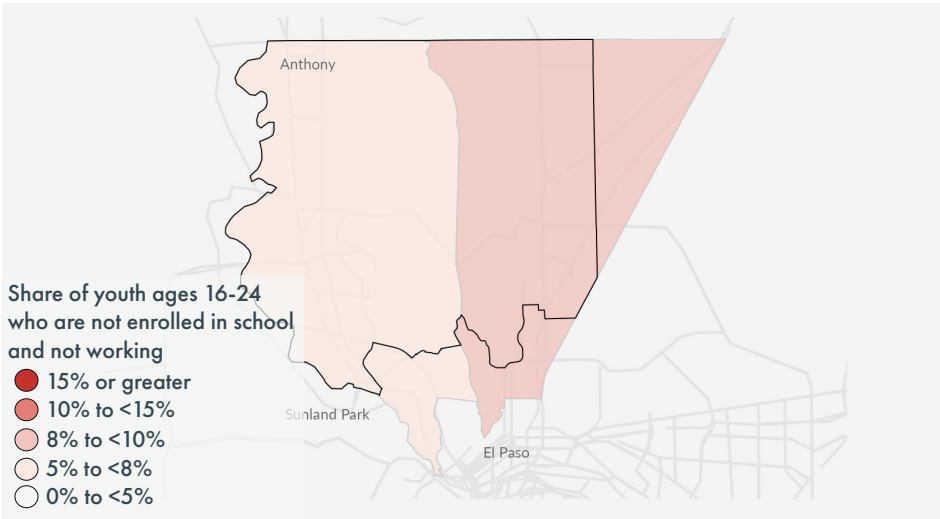 Anthony
Share of youth ages 16-24
who are not enrolled in school
and not working
15% or greater
10% to <15%
8% to <10%
5% to <8%
0% to <5%
Sunland Park
El Paso